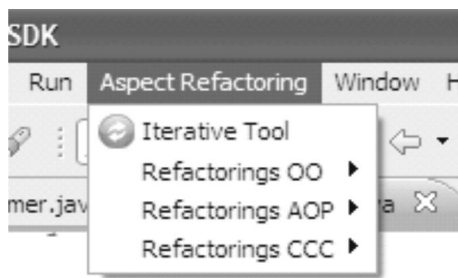 SDK
Run Aspect Refactoring Window H
Iterative Tool
Refactorings OO
mer.jav Refactorings AOP a
Refactorings CCC